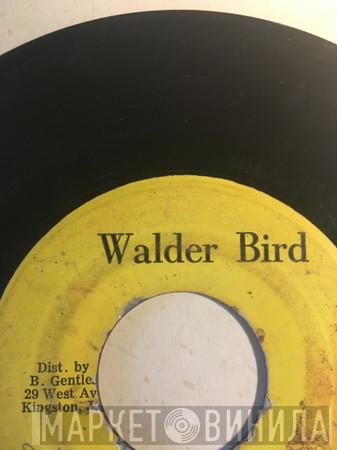 Walder Bird
Dist. by
B. Gentle
29 West Av
Kingston,
МАРКЕТ ВИНИЛА